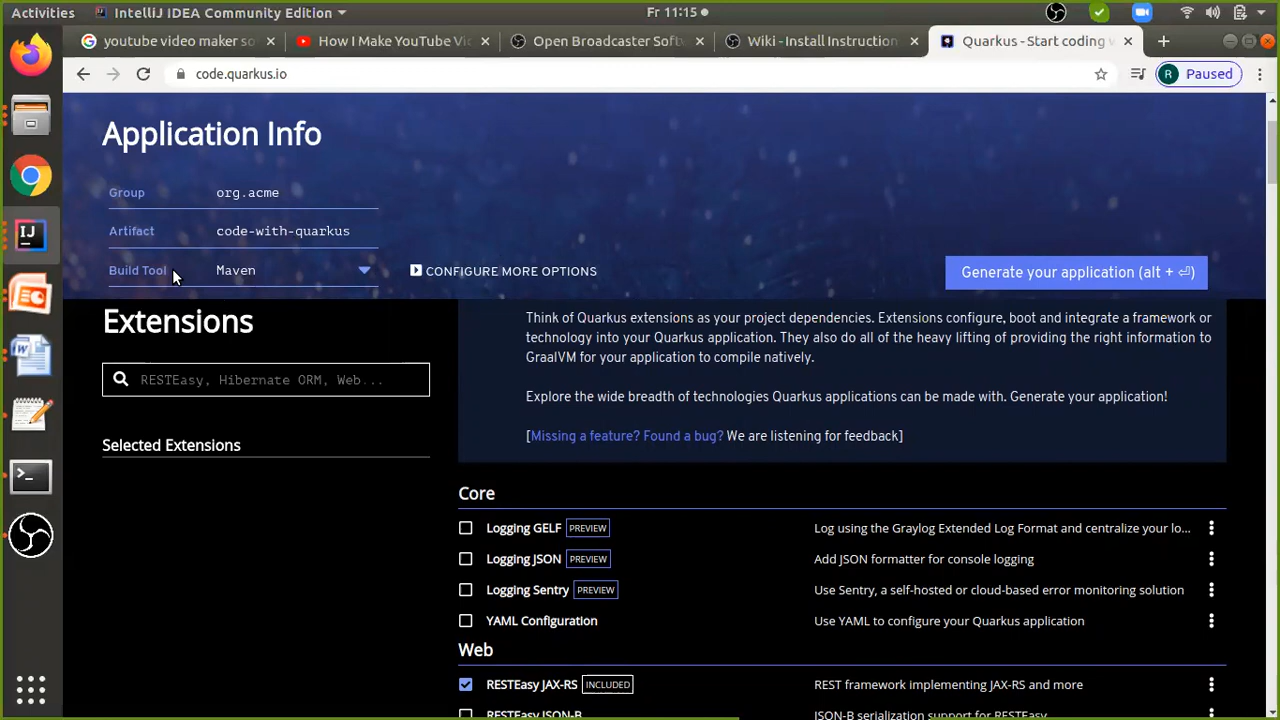 Activities
IntelliJ IDEA Community Edition
Fr 11:15
youtube video maker so
How I Make YouTube Vi
Open Broadcaster Softw
Wiki - Install Instruction
Quarkus - Start coding w
code.quarkus.io
R Paused
Application Info
Group org.acme
Artifact code-with-quarkus
Build Tool Maven
CONFIGURE MORE OPTIONS
Generate your application (alt + ⏎)
Extensions
RESTEasy, Hibernate ORM, Web...
Selected Extensions
Think of Quarkus extensions as your project dependencies. Extensions configure, boot and integrate a framework or
technology into your Quarkus application. They also do all of the heavy lifting of providing the right information to
GraalVM for your application to compile natively.
Explore the wide breadth of technologies Quarkus applications can be made with. Generate your application!
[Missing a feature? Found a bug? We are listening for feedback]
Core
Logging GELF PREVIEW Log using the Graylog Extended Log Format and centralize your lo...
Logging JSON PREVIEW Add JSON formatter for console logging
Logging Sentry PREVIEW Use Sentry, a self-hosted or cloud-based error monitoring solution
YAML Configuration Use YAML to configure your Quarkus application
Web
RESTEasy JAX-RS INCLUDED REST framework implementing JAX-RS and more
RESTEasy JSON-B JSON-B serialization support for RESTEasy